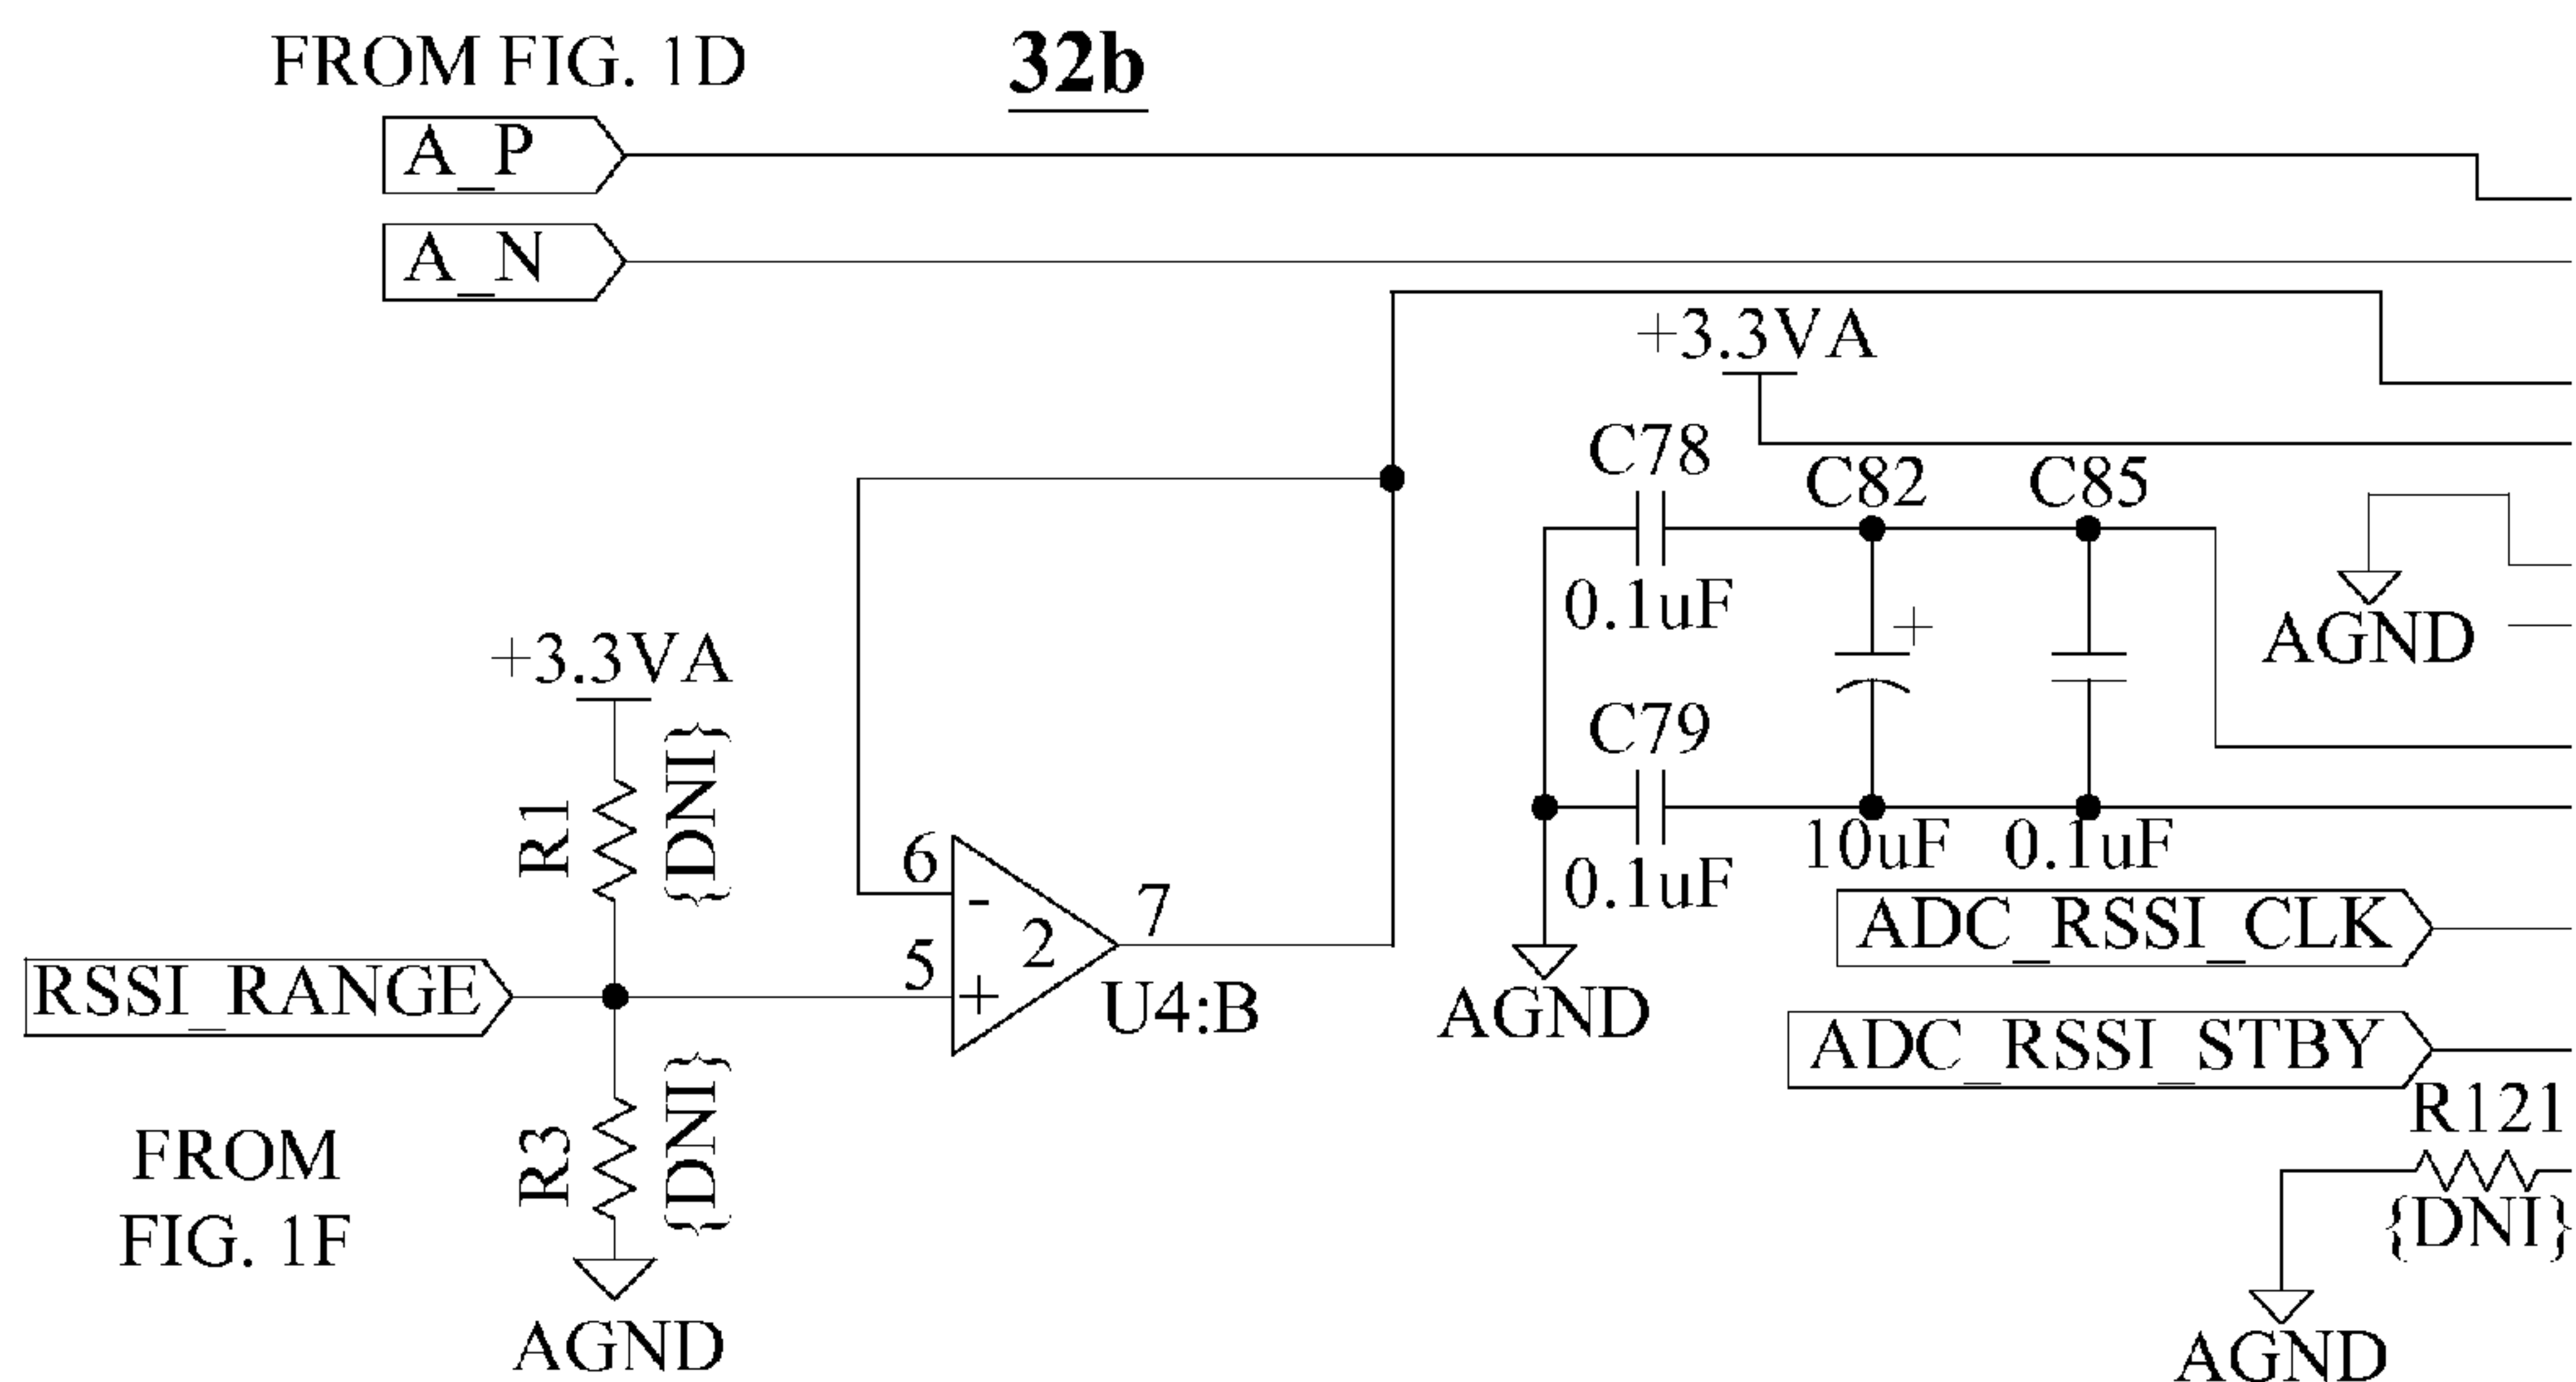 FROM FIG. 1D
32b
A_P
A_N
+3.3VA
C78
C82
C85
0.1uF
+
AGND
+3.3VA
C79
R1
{DNI}
6
-
7
2
10uF
0.1uF
0.1uF
ADC_RSSI_CLK
5
+
RSSI_RANGE
U4:B
AGND
ADC_RSSI_STBY
R121
R3
{DNI}
FROM
FIG. 1F
{DNI}
AGND
AGND